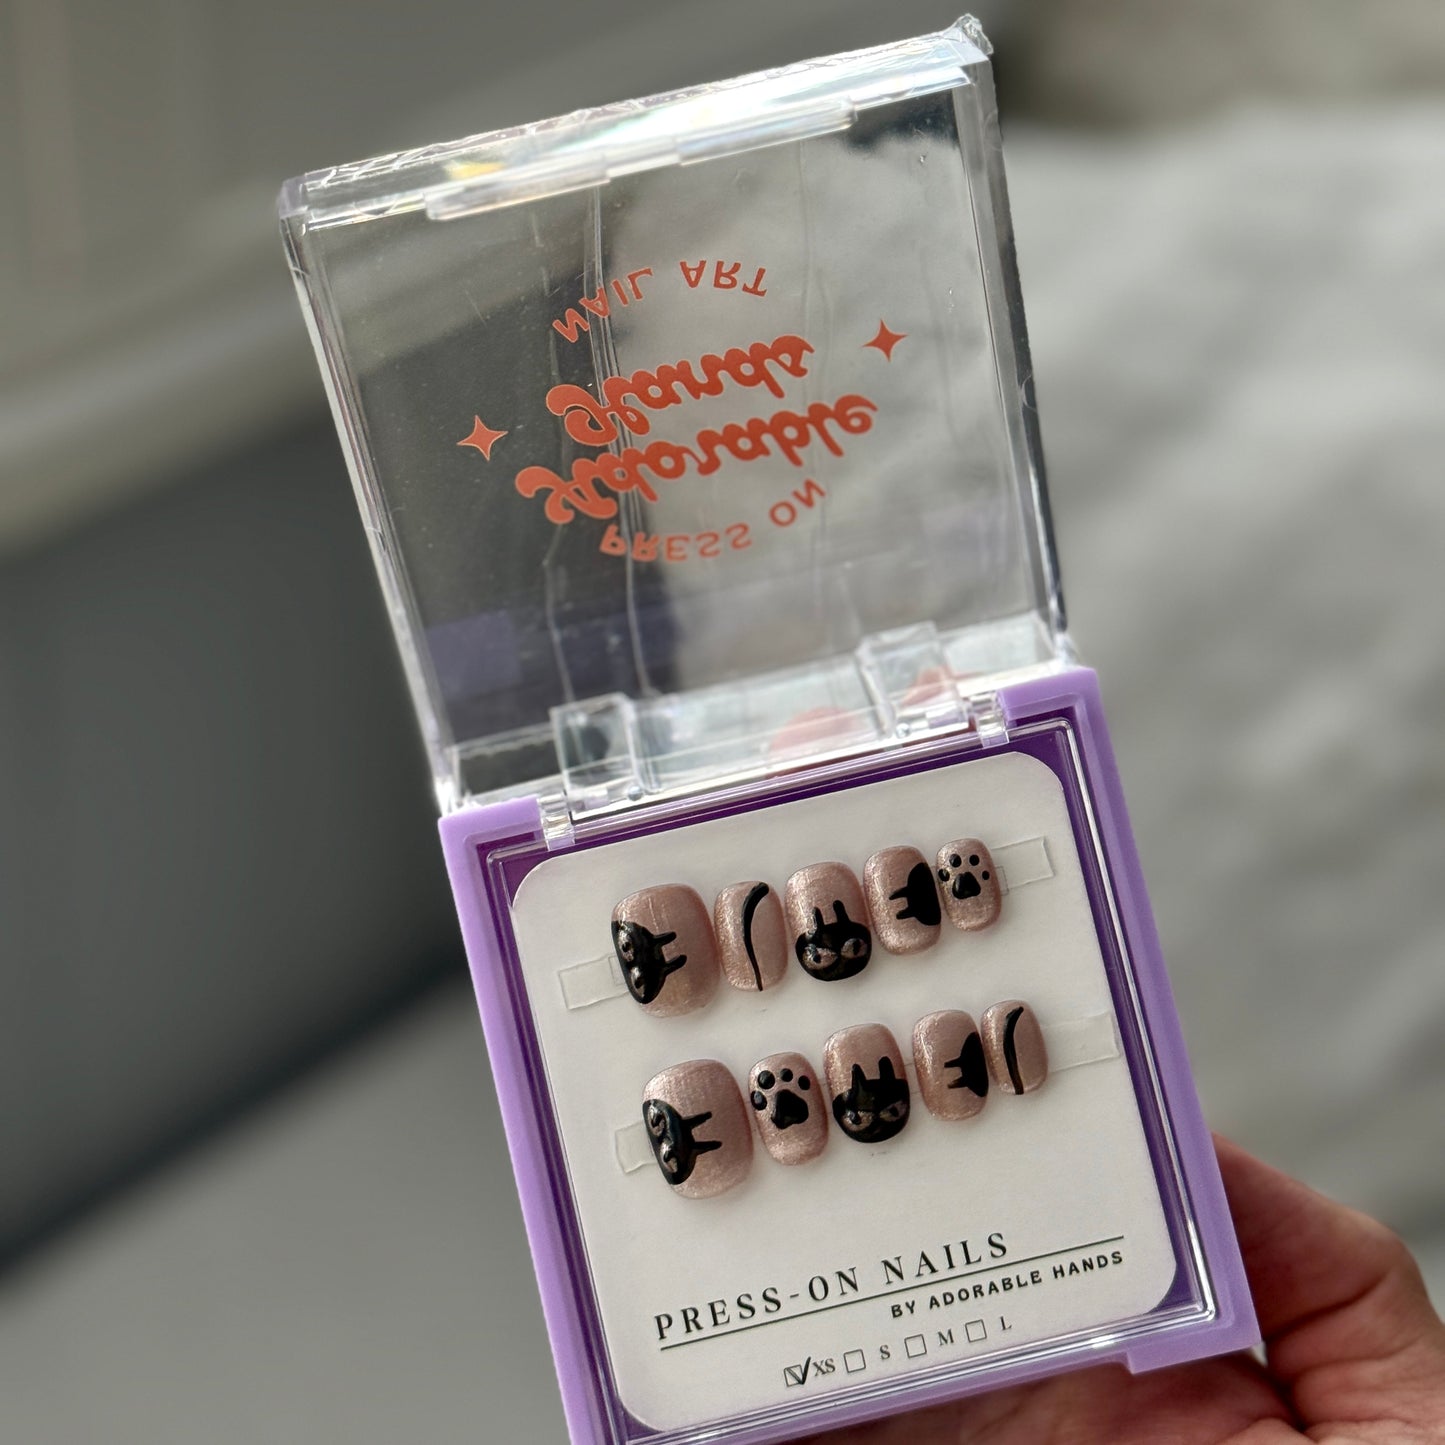 NAIL ART
Hands
Adorable
PRESS ON
PRESS-ON NAILS
BY ADORABLE HANDS
XS S M L